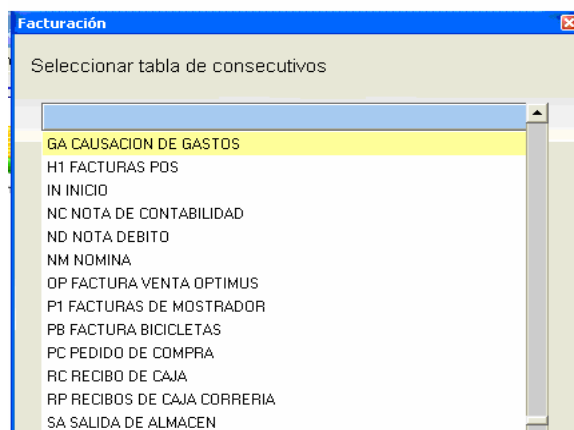 Facturación
Seleccionar tabla de consecutivos
GA CAUSACION DE GASTOS
H1 FACTURAS POS
IN INICIO
NC NOTA DE CONTABILIDAD
ND NOTA DEBITO
NM NOMINA
OP FACTURA VENTA OPTIMUS
P1 FACTURAS DE MOSTRADOR
PB FACTURA BICICLETAS
PC PEDIDO DE COMPRA
RC RECIBO DE CAJA
RP RECIBOS DE CAJA CORRERIA
SA SALIDA DE ALMACEN